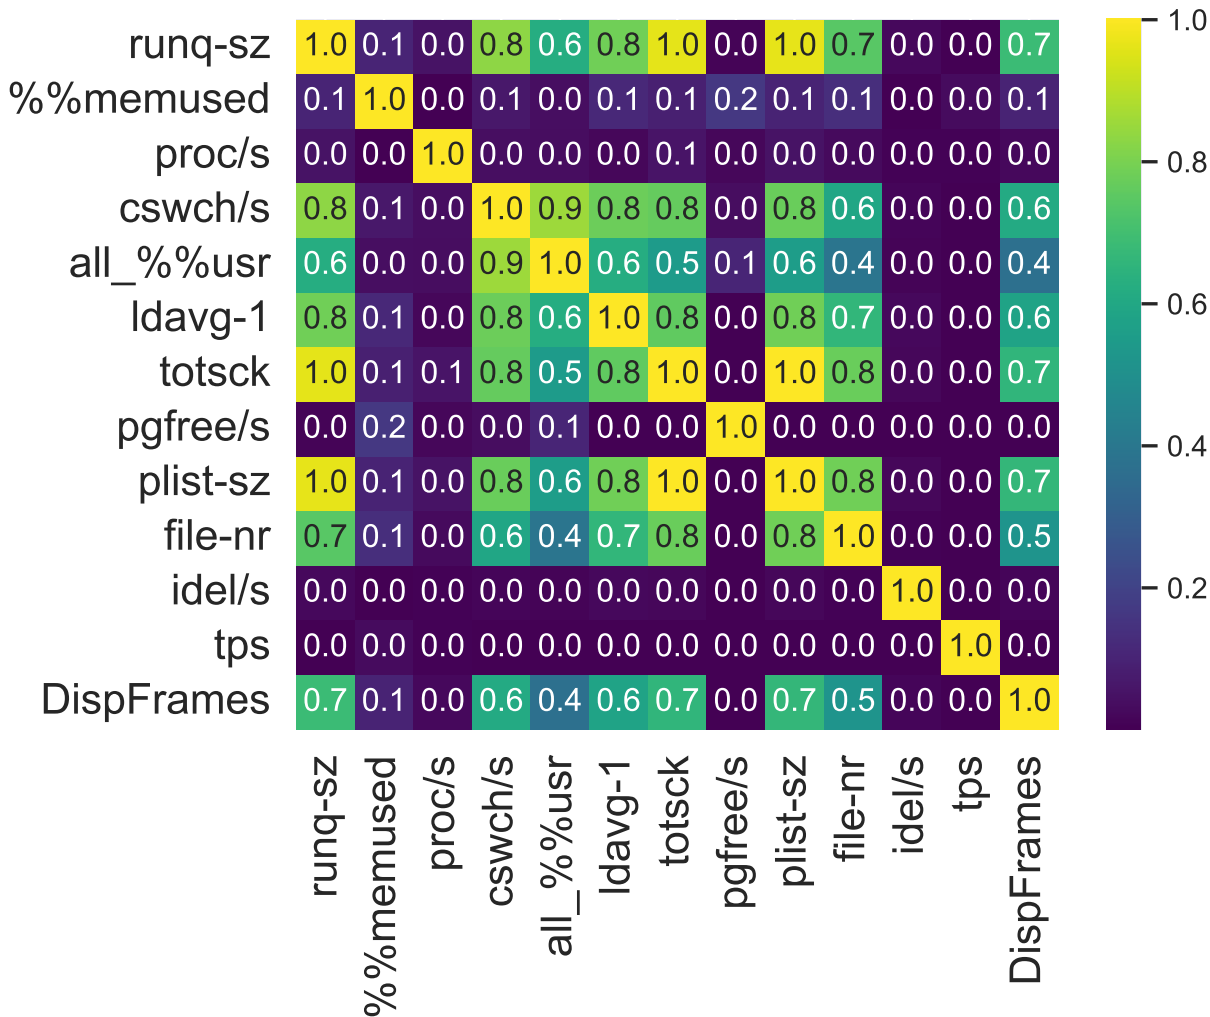 runq-sz 1.0 0.1 0.0 0.8 0.6 0.8 1.0 0.0 1.0 0.7 0.0 0.0 0.7
%%memused 0.1 1.0 0.0 0.1 0.0 0.1 0.1 0.2 0.1 0.1 0.0 0.0 0.1
proc/s 0.0 0.0 1.0 0.0 0.0 0.0 0.1 0.0 0.0 0.0 0.0 0.0 0.0
cswch/s 0.8 0.1 0.0 1.0 0.9 0.8 0.8 0.0 0.8 0.6 0.0 0.0 0.6
all_%%usr 0.6 0.0 0.0 0.9 1.0 0.6 0.5 0.1 0.6 0.4 0.0 0.0 0.4
ldavg-1 0.8 0.1 0.0 0.8 0.6 1.0 0.8 0.0 0.8 0.7 0.0 0.0 0.6
totsck 1.0 0.1 0.1 0.8 0.5 0.8 1.0 0.0 1.0 0.8 0.0 0.0 0.7
pgfree/s 0.0 0.2 0.0 0.0 0.1 0.0 0.0 1.0 0.0 0.0 0.0 0.0 0.0
plist-sz 1.0 0.1 0.0 0.8 0.6 0.8 1.0 0.0 1.0 0.8 0.0 0.0 0.7
file-nr 0.7 0.1 0.0 0.6 0.4 0.7 0.8 0.0 0.8 1.0 0.0 0.0 0.5
idel/s 0.0 0.0 0.0 0.0 0.0 0.0 0.0 0.0 0.0 0.0 1.0 0.0 0.0
tps 0.0 0.0 0.0 0.0 0.0 0.0 0.0 0.0 0.0 0.0 0.0 1.0 0.0
DispFrames 0.7 0.1 0.0 0.6 0.4 0.6 0.7 0.0 0.7 0.5 0.0 0.0 1.0
runq-sz
%%memused
proc/s
cswch/s
all_%%usr
ldavg-1
totsck
pgfree/s
plist-sz
file-nr
idel/s
tps
DispFrames
1.0
0.8
0.6
0.4
0.2